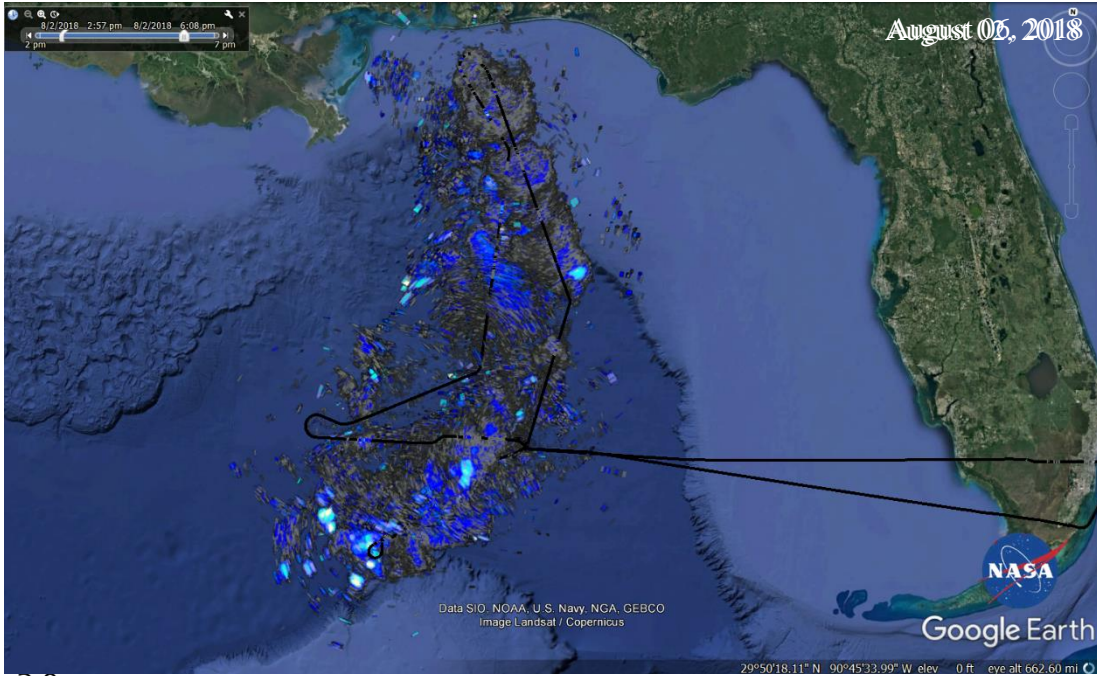 8/2/2018 2:57 pm 8/2/2018 6:08 pm
2 pm 7 pm
N
August , 2018
NASA
Data SIO, NOAA, U.S. Navy, NGA, GEBCO
Image Landsat / Copernicus
Google Earth
29°50'18.11" N 90°45'33.99" W elev 0 ft eye alt 662.60 mi